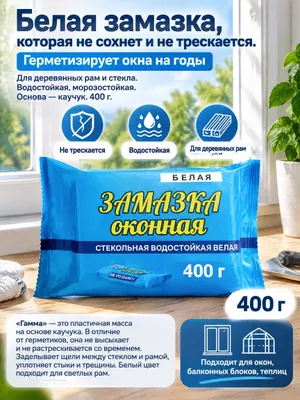 Белая замазка,
которая не сохнет и не трескается.
Герметизирует окна на годы
Для деревянных рам и стекла.
Водостойкая, морозостойкая.
Основа — каучук. 400 г.
Не трескается
Водостойкая
Для деревянных рам
БЕЛАЯ
ЗАМАЗКА
оконная
СТЕКОЛЬНАЯ ВОДОСТОЙКАЯ БЕЛАЯ
400 г
400 г
«Гамма» — это пластичная масса
на основе каучука. В отличие
от герметиков, она не высыхает
и не растрескивается со временем.
Заделывает щели между стеклом и рамой,
уплотняет стыки и трещины. Белый цвет
подходит для светлых рам.
Подходит для окон,
балконных блоков, теплиц